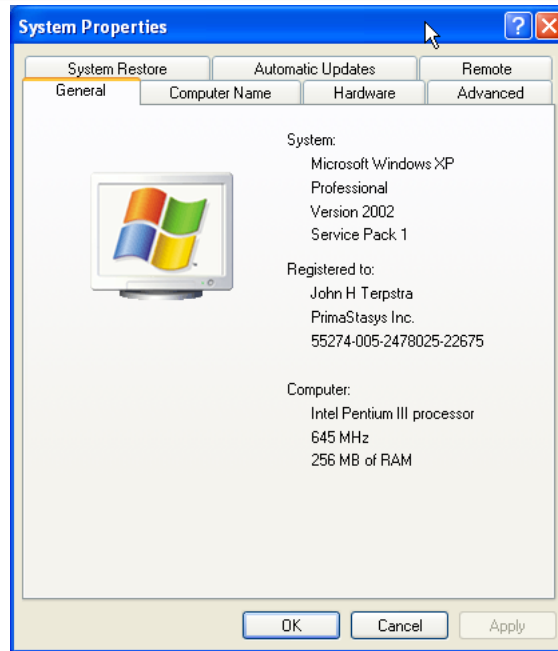 System Properties
System Restore Automatic Updates Remote
General Computer Name Hardware Advanced
System:
Microsoft Windows XP
Professional
Version 2002
Service Pack 1
Registered to:
John H Terpstra
PrimaStasys Inc.
55274-005-2478025-22675
Computer:
Intel Pentium III processor
645 MHz
256 MB of RAM
OK Cancel Apply